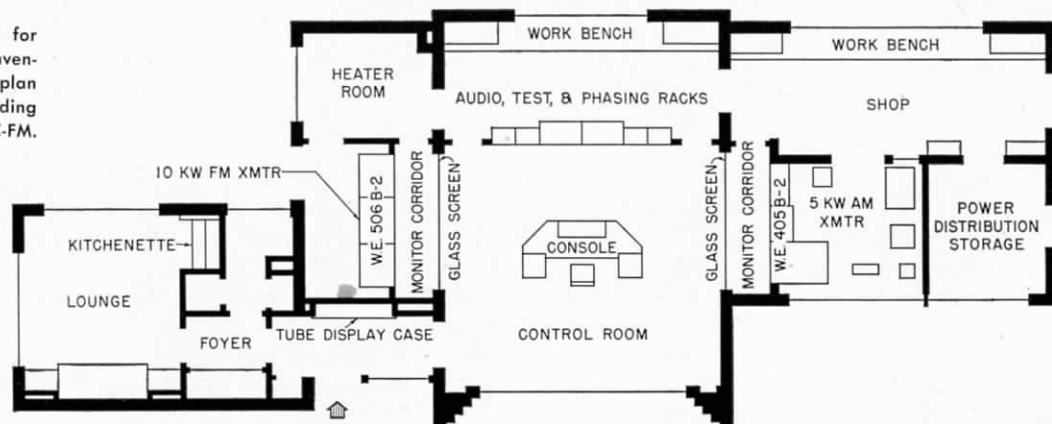 for
aven-
plan
ding
-FM.
WORK BENCH
WORK BENCH
HEATER
ROOM
AUDIO, TEST, & PHASING RACKS
SHOP
10 KW FM XMTR
W.E. 506 B-2
MONITOR CORRIDOR
GLASS SCREEN
GLASS SCREEN
MONITOR CORRIDOR
W.E. 405 B-2
5 KW AM
XMTR
POWER
DISTRIBUTION
STORAGE
KITCHENETTE
CONSOLE
LOUNGE
FOYER
TUBE DISPLAY CASE
CONTROL ROOM